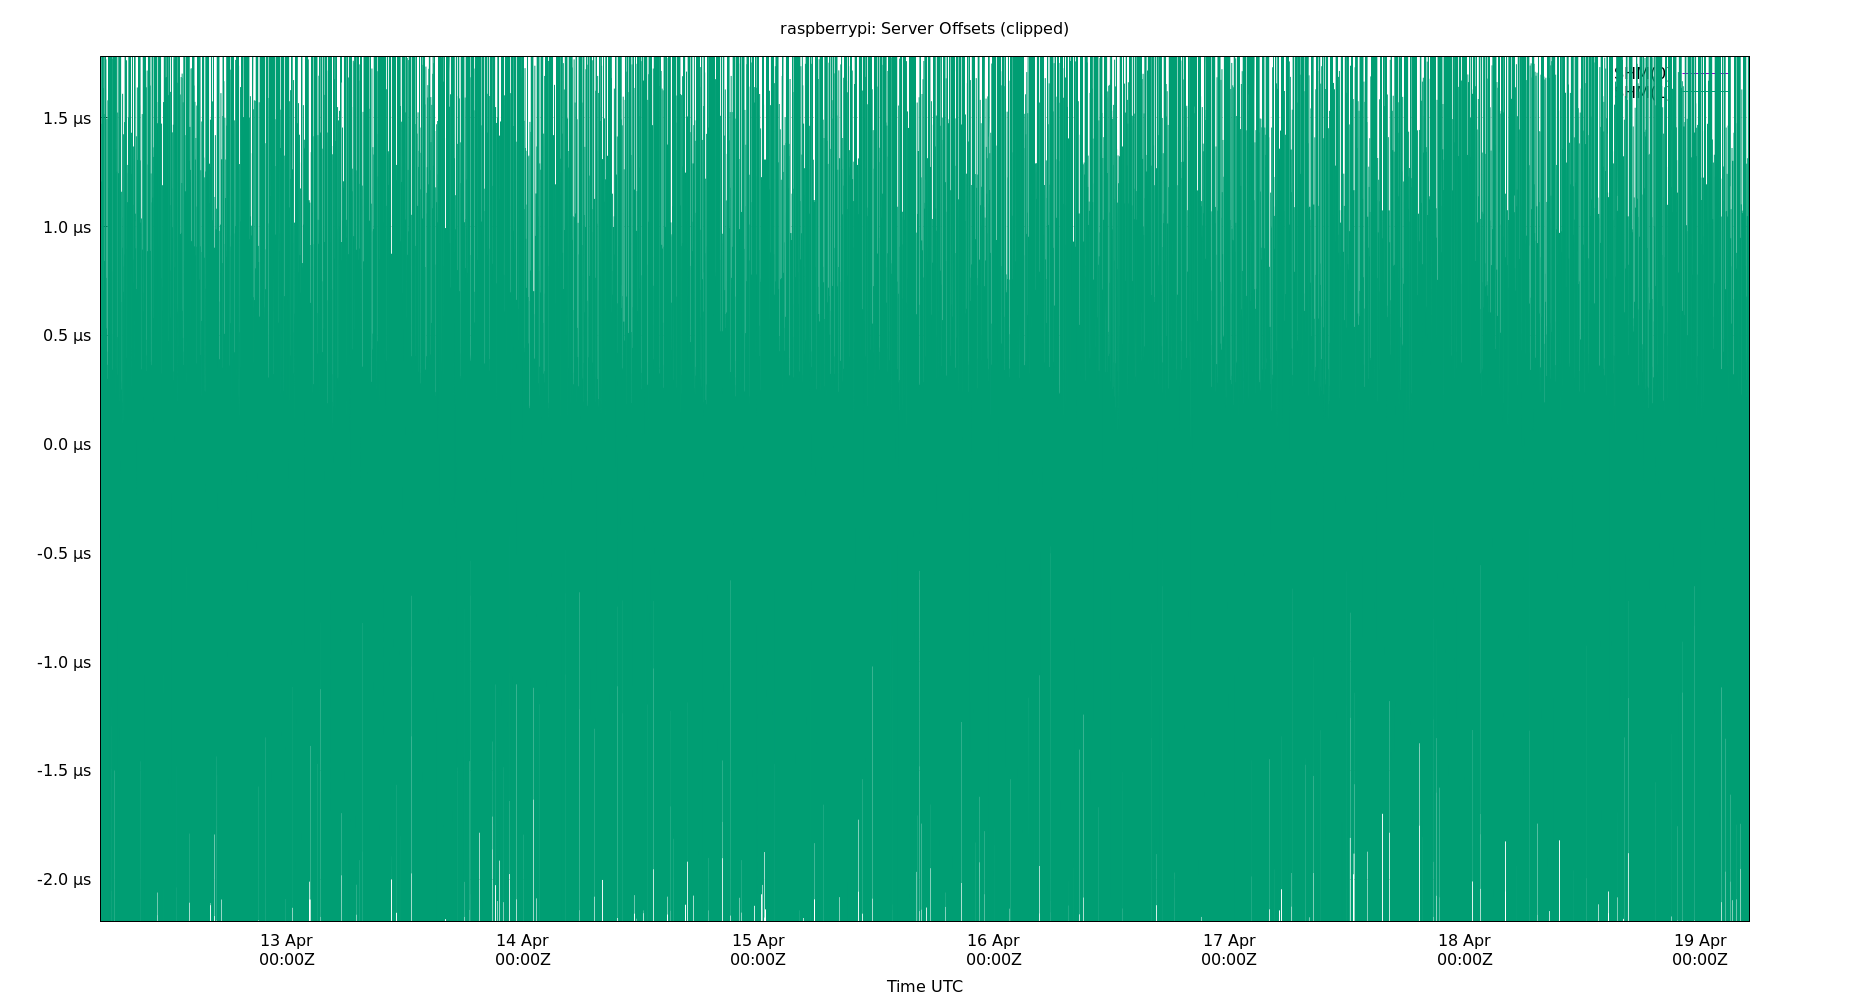 raspberrypi: Server Offsets (clipped)
1.5 µs
1.0 µs
0.5 µs
0.0 µs
-0.5 µs
-1.0 µs
-1.5 µs
-2.0 µs
13 Apr 14 Apr 15 Apr 16 Apr 17 Apr 18 Apr 19 Apr
00:00Z 00:00Z 00:00Z 00:00Z 00:00Z 00:00Z 00:00Z
Time UTC